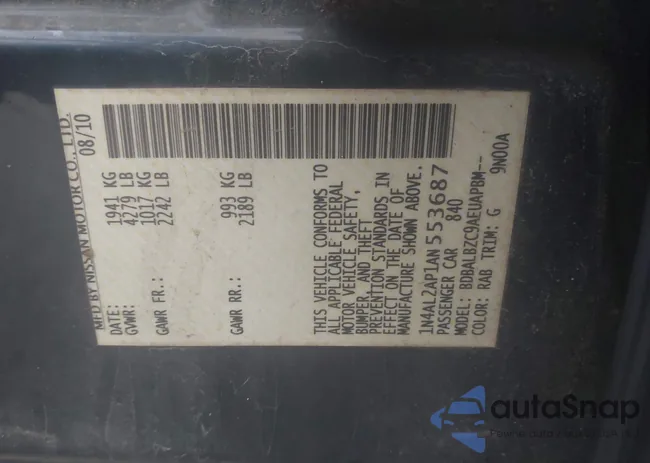 MFD BY NISSAN MOTOR CO., LTD.
DATE: 08/10
GVWR: 1941 KG
4279 LB
GAWR FR.: 1017 KG
2242 LB
GAWR RR.: 993 KG
2189 LB
THIS VEHICLE CONFORMS TO
ALL APPLICABLE FEDERAL
MOTOR VEHICLE SAFETY,
BUMPER, AND THEFT
PREVENTION STANDARDS IN
EFFECT ON THE DATE OF
MANUFACTURE SHOWN ABOVE.
1N4AL2AP1AN553687
PASSENGER CAR 840
MODEL: BDBALBZC9AEUAPBM--
COLOR: RAB TRIM: G 9N00A
autoSnap